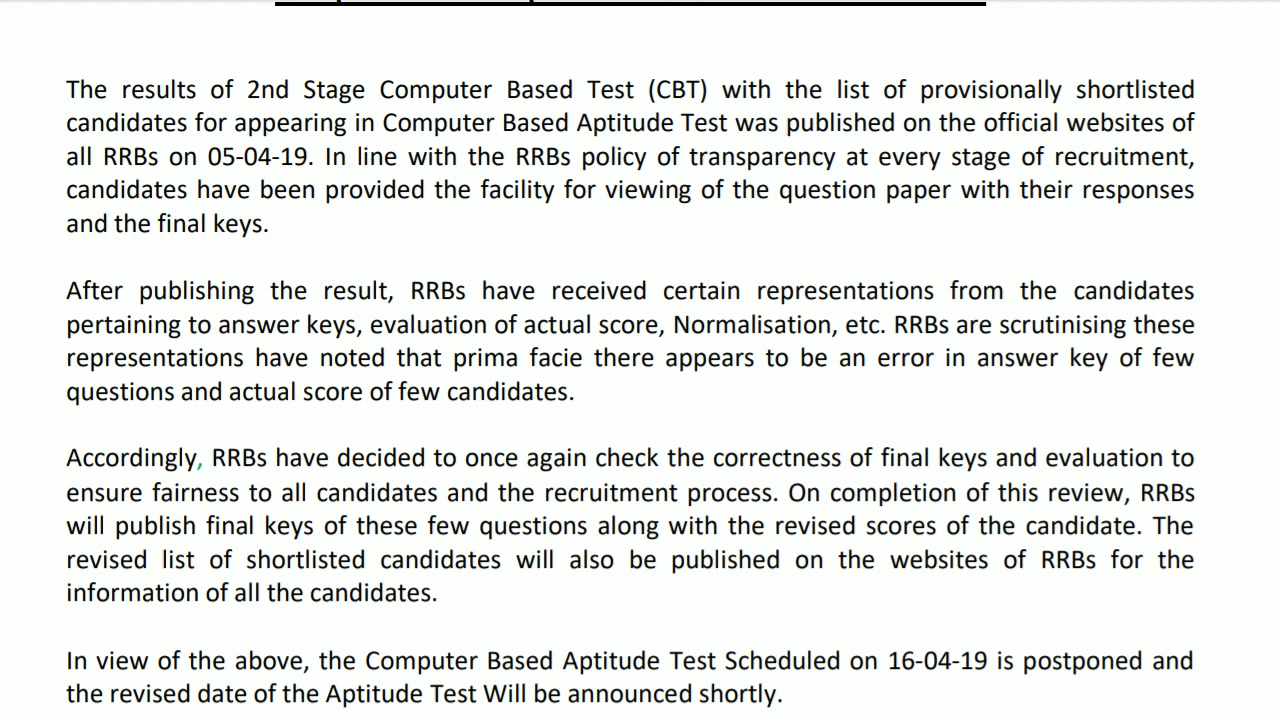 The results of 2nd Stage Computer Based Test (CBT) with the list of provisionally shortlisted
candidates for appearing in Computer Based Aptitude Test was published on the official websites of
all RRBs on 05-04-19. In line with the RRBs policy of transparency at every stage of recruitment,
candidates have been provided the facility for viewing of the question paper with their responses
and the final keys.
After publishing the result, RRBs have received certain representations from the candidates
pertaining to answer keys, evaluation of actual score, Normalisation, etc. RRBs are scrutinising these
representations have noted that prima facie there appears to be an error in answer key of few
questions and actual score of few candidates.
Accordingly, RRBs have decided to once again check the correctness of final keys and evaluation to
ensure fairness to all candidates and the recruitment process. On completion of this review, RRBs
will publish final keys of these few questions along with the revised scores of the candidate. The
revised list of shortlisted candidates will also be published on the websites of RRBs for the
information of all the candidates.
In view of the above, the Computer Based Aptitude Test Scheduled on 16-04-19 is postponed and
the revised date of the Aptitude Test Will be announced shortly.